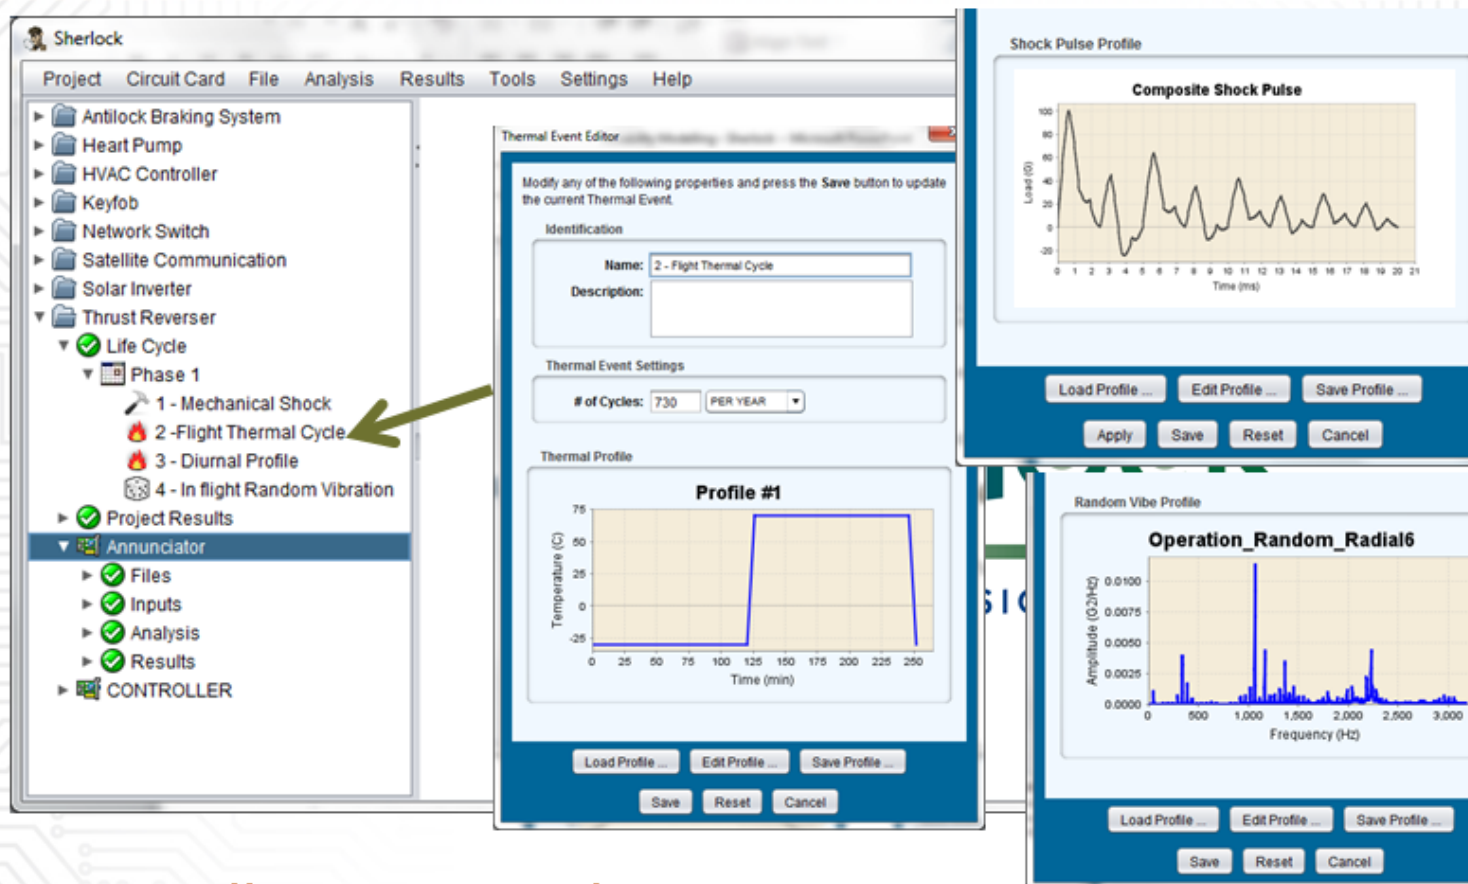 Sherlock
Project Circuit Card File Analysis Results Tools Settings Help
Antilock Braking System
Heart Pump
HVAC Controller
Keyfob
Network Switch
Satellite Communication
Solar Inverter
Thrust Reverser
Life Cycle
Phase 1
1 - Mechanical Shock
2 -Flight Thermal Cycle
3 - Diurnal Profile
4 - In flight Random Vibration
Project Results
Annunciator
Files
Inputs
Analysis
Results
CONTROLLER
Thermal Event Editor
Modify any of the following properties and press the Save button to update
the current Thermal Event.
Identification
Name: 2 - Flight Thermal Cycle
Description:
Thermal Event Settings
# of Cycles: 730 PER YEAR
Thermal Profile
Profile #1
75
50
25
0
-25
Temperature (C)
0 25 50 75 100 125 150 175 200 225 250
Time (min)
Load Profile ... Edit Profile ... Save Profile ...
Save Reset Cancel
Shock Pulse Profile
Composite Shock Pulse
100
80
60
40
20
0
-20
Load (G)
0 1 2 3 4 5 6 7 8 9 10 11 12 13 14 15 16 17 18 19 20 21
Time (ms)
Load Profile ... Edit Profile ... Save Profile ...
Apply Save Reset Cancel
Random Vibe Profile
Operation_Random_Radial6
0.0100
0.0075
0.0050
0.0025
0.0000
Amplitude (G2/Hz)
0 500 1,000 1,500 2,000 2,500 3,000
Frequency (Hz)
Load Profile ... Edit Profile ... Save Profile ...
Save Reset Cancel